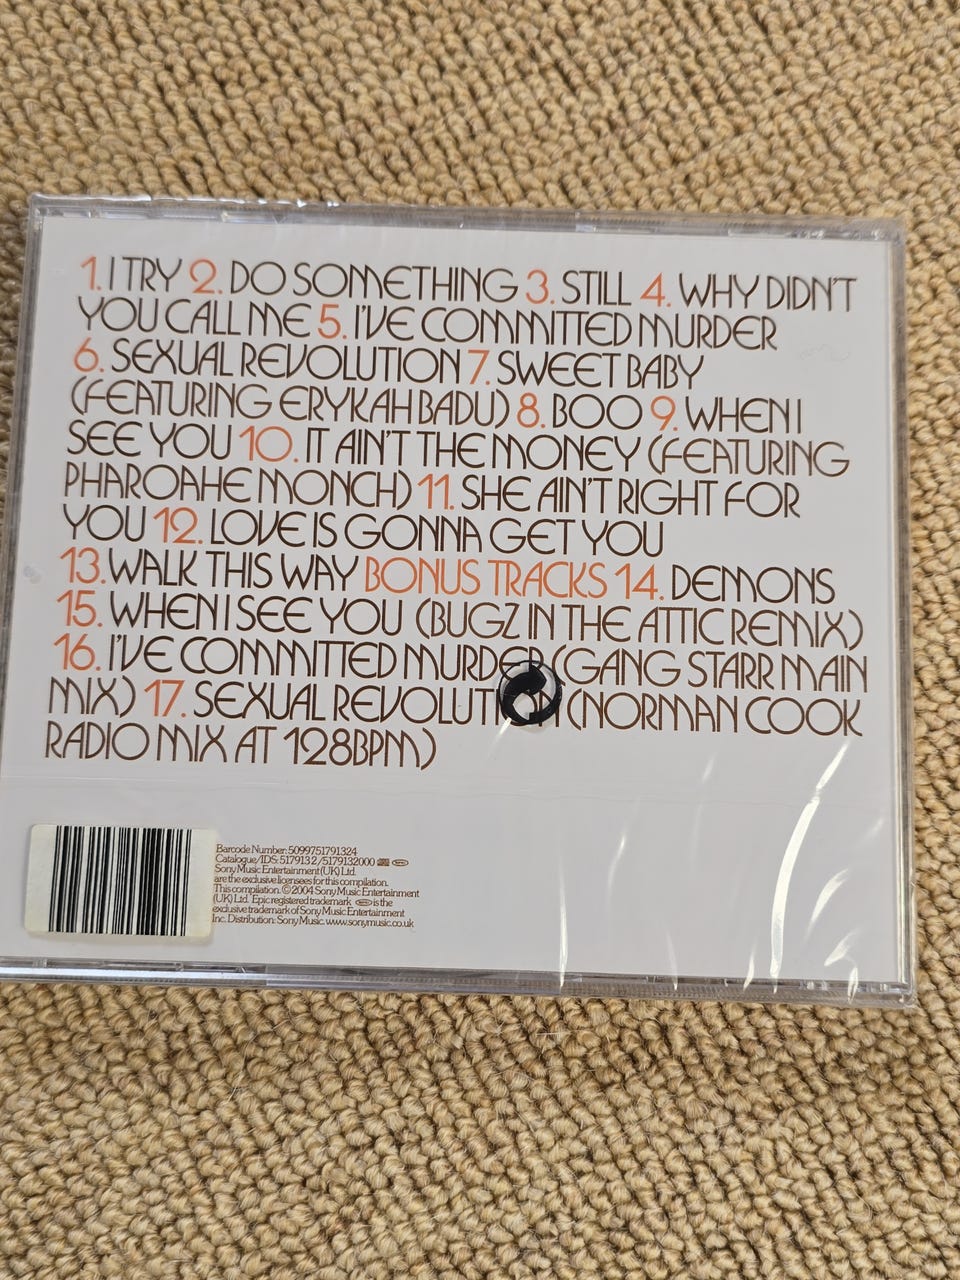 1. I TRY 2. DO SOMETHING 3. STILL 4. WHY DIDN'T
YOU CALL ME 5. I'VE COMMITTED MURDER
6. SEXUAL REVOLUTION 7. SWEET BABY
(FEATURING ERYKAH BADU) 8. BOO 9. WHEN I
SEE YOU 10. IT AIN'T THE MONEY (FEATURING
PHAROAHE MONCH) 11. SHE AIN'T RIGHT FOR
YOU 12. LOVE IS GONNA GET YOU
13. WALK THIS WAY BONUS TRACKS 14. DEMONS
15. WHEN I SEE YOU (BUGZ IN THE ATTIC REMIX)
16. I'VE COMMITTED MURDER (GANG STARR MAIN
MIX) 17. SEXUAL REVOLUTION (NORMAN COOK
RADIO MIX AT 128BPM)
Barcode Number: 5099751791324
Catalogue/IDS: 5179132/5179132000
Sony Music Entertainment (UK) Ltd.
are the exclusive licensees for this compilation.
This compilation. © 2004 Sony Music Entertainment
(UK) Ltd. 'Epic registered trademark is the
exclusive trademark of Sony Music Entertainment
Inc. Distribution: Sony Music. www.sonymusic.co.uk